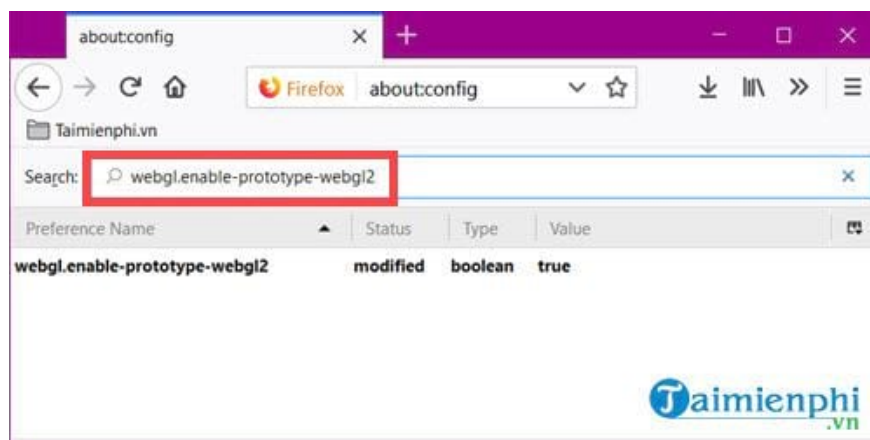 about:config
Firefox about:config
Taimienphi.vn
Search: webgl.enable-prototype-webgl2
Preference Name Status Type Value
webgl.enable-prototype-webgl2 modified boolean true
Taimienphi
.vn